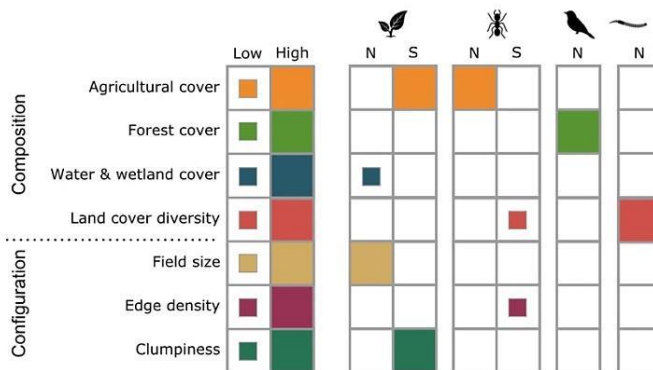 Low High N S N S N N
Agricultural cover
Forest cover
Water & wetland cover
Land cover diversity
Field size
Edge density
Clumpiness
Composition
Configuration